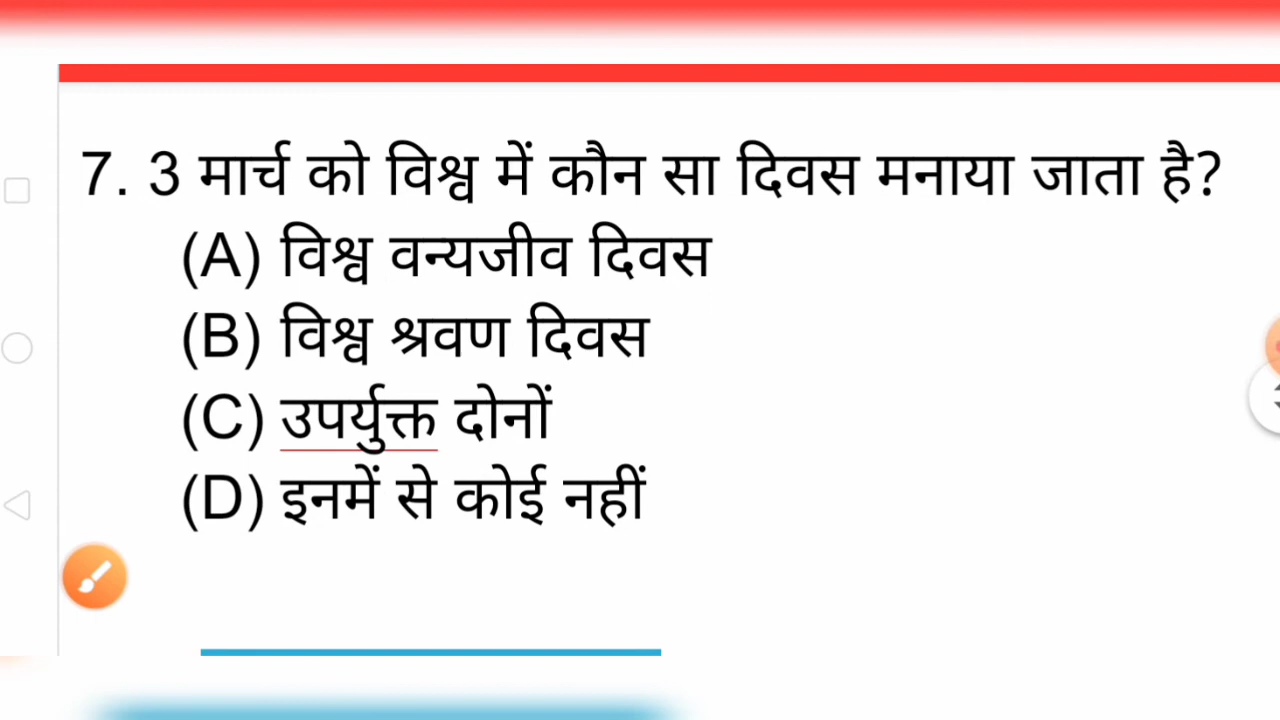 7. 3 मार्च को विश्व में कौन सा दिवस मनाया जाता है?
(A) विश्व वन्यजीव दिवस
(B) विश्व श्रवण दिवस
(C) उपर्युक्त दोनों
(D) इनमें से कोई नहीं